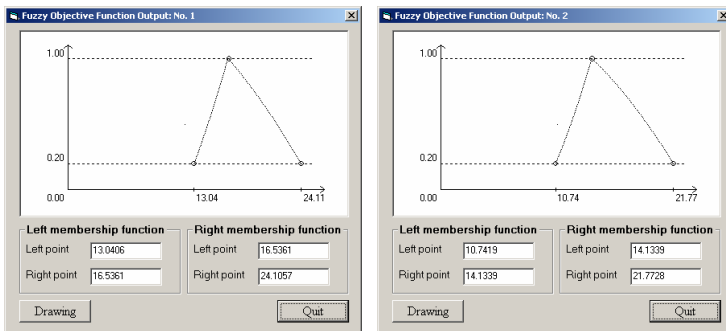 Fuzzy Objective Function Output: No. 1
1.00
0.20
0.00
13.04
24.11
Left membership function
Left point 13.0406
Right point 16.5361
Right membership function
Left point 16.5361
Right point 24.1057
Drawing
Quit
Fuzzy Objective Function Output: No. 2
1.00
0.20
0.00
10.74
21.77
Left membership function
Left point 10.7419
Right point 14.1339
Right membership function
Left point 14.1339
Right point 21.7728
Drawing
Quit